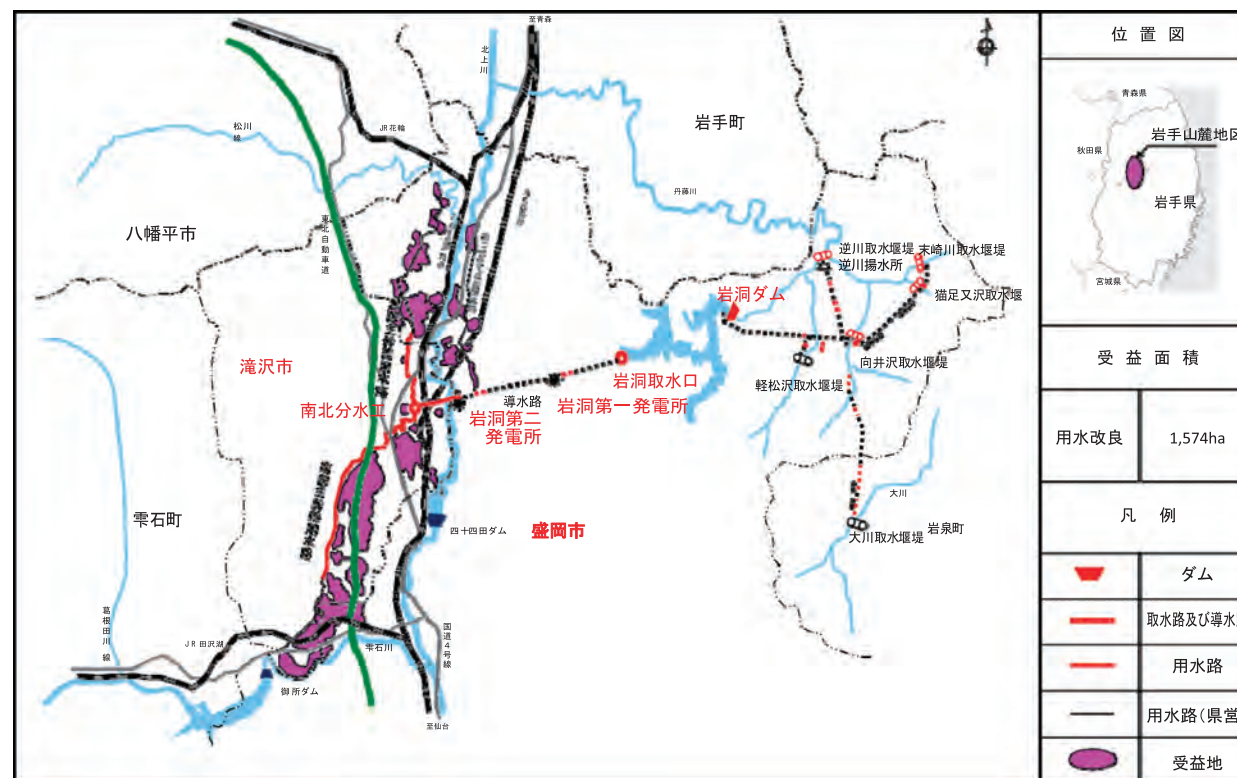 至青森
北上川
JR花輪
線
松川
岩手町
丹藤川
八幡平市
東北自動車道
逆川取水堰堤
末崎川取水堰堤
逆川揚水所
猫足又沢取水堰
岩洞ダム
向井沢取水堰堤
軽松沢取水堰堤
滝沢市
岩洞取水口
導水路
岩洞第一発電所
南北分水工
岩洞第二
発電所
大川
雫石町
四十四田ダム
盛岡市
大川取水堰堤
岩泉町
葛根田川
線
JR田沢湖
雫石川
国道4号線
御所ダム
至仙台
位置図
青森県
岩手山麓地区
秋田県
岩手県
宮城県
受益面積
用水改良
1,574ha
凡例
ダム
取水路及び導水
用水路
用水路(県営
受益地